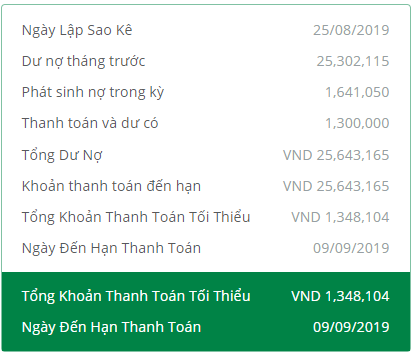 Ngày Lập Sao Kê 25/08/2019
Dư nợ tháng trước 25,302,115
Phát sinh nợ trong kỳ 1,641,050
Thanh toán và dư có 1,300,000
Tổng Dư Nợ VND 25,643,165
Khoản thanh toán đến hạn VND 25,643,165
Tổng Khoản Thanh Toán Tối Thiểu VND 1,348,104
Ngày Đến Hạn Thanh Toán 09/09/2019
Tổng Khoản Thanh Toán Tối Thiểu VND 1,348,104
Ngày Đến Hạn Thanh Toán 09/09/2019